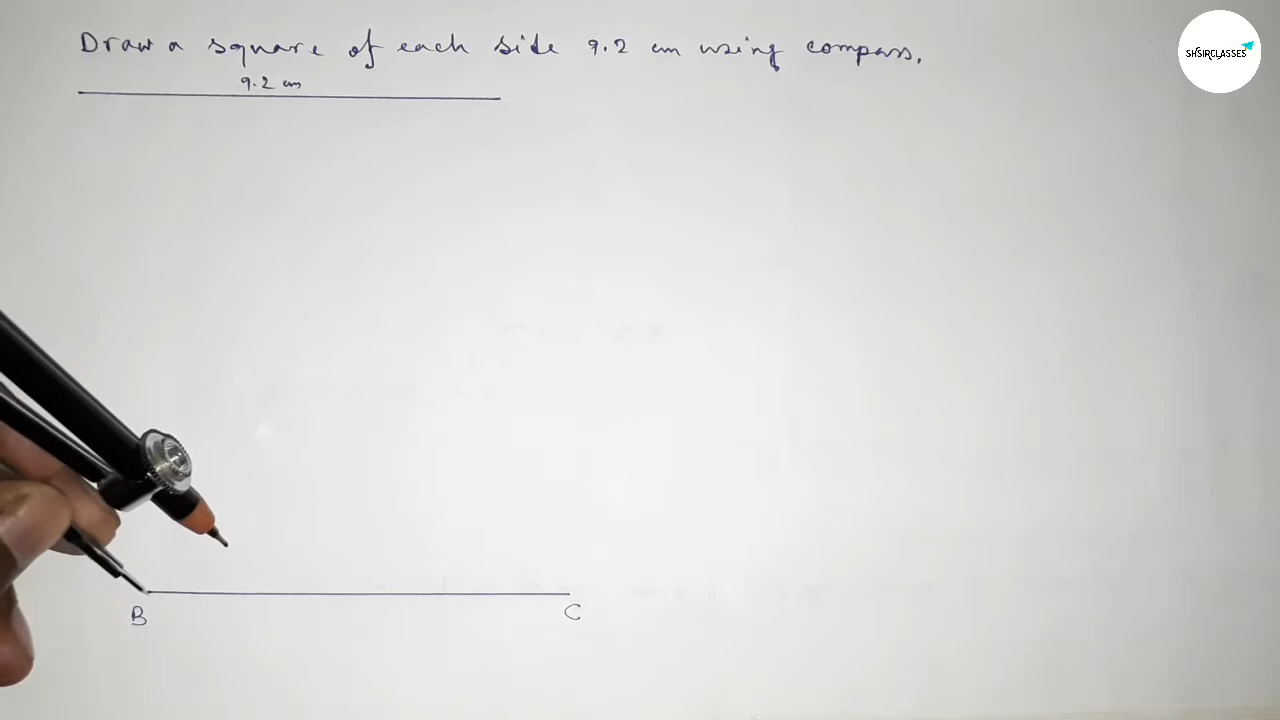 Draw a square of each side 9.2 cm using compass.
SHSIRCLASSES
9.2 cm
B
C